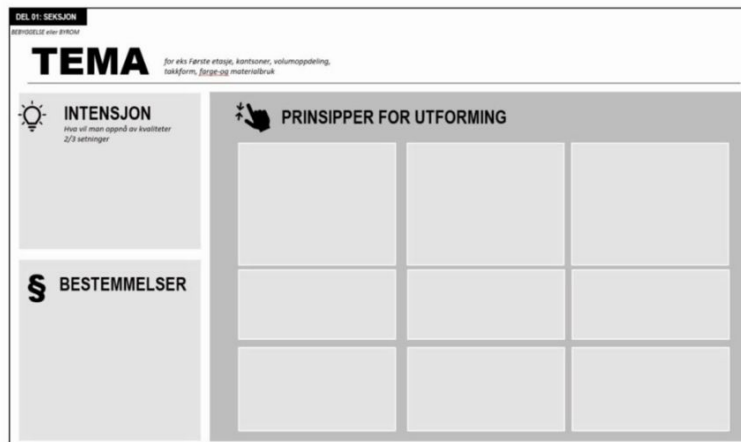 DEL 01: SEKSJON
BEBYGGELSE eller BYROM
TEMA
for eks Første etasje, kantsoner, volumoppdeling,
takkform, farge-og materialbruk
INTENSJON
Hva vil man oppnå av kvaliteter
2/3 setninger
PRINSIPPER FOR UTFORMING
§ BESTEMMELSER